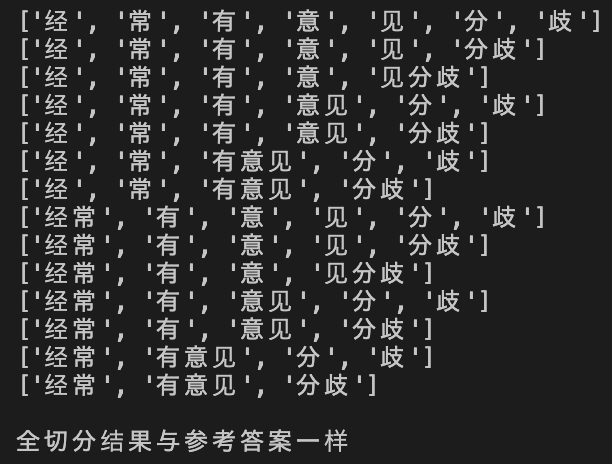 ['经', '常', '有', '意', '见', '分', '歧']
['经', '常', '有', '意', '见', '分歧']
['经', '常', '有', '意', '见分歧']
['经', '常', '有', '意见', '分', '歧']
['经', '常', '有', '意见', '分歧']
['经', '常', '有意见', '分', '歧']
['经', '常', '有意见', '分歧']
['经常', '有', '意', '见', '分', '歧']
['经常', '有', '意', '见', '分歧']
['经常', '有', '意', '见分歧']
['经常', '有', '意见', '分', '歧']
['经常', '有', '意见', '分歧']
['经常', '有意见', '分', '歧']
['经常', '有意见', '分歧']
全切分结果与参考答案一样